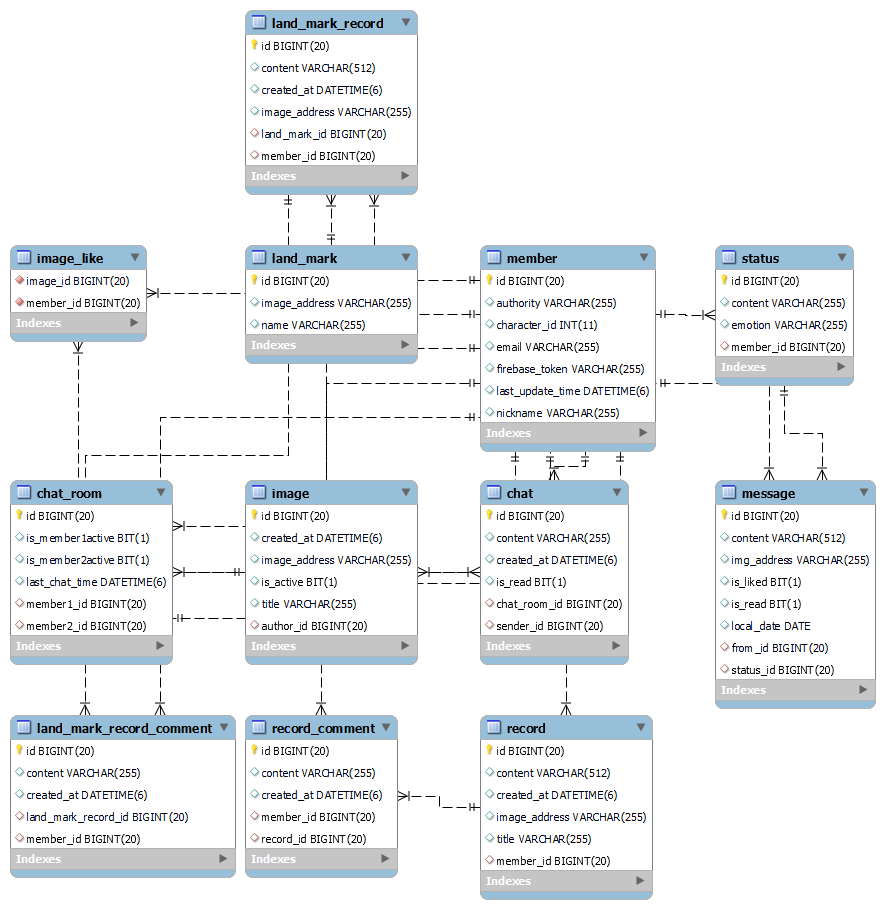 land_mark_record
id BIGINT(20)
content VARCHAR(512)
created_at DATETIME(6)
image_address VARCHAR(255)
land_mark_id BIGINT(20)
member_id BIGINT(20)
Indexes
image_like
image_id BIGINT(20)
member_id BIGINT(20)
Indexes
land_mark
id BIGINT(20)
image_address VARCHAR(255)
name VARCHAR(255)
Indexes
member
id BIGINT(20)
authority VARCHAR(255)
character_id INT(11)
email VARCHAR(255)
firebase_token VARCHAR(255)
last_update_time DATETIME(6)
nickname VARCHAR(255)
Indexes
status
id BIGINT(20)
content VARCHAR(255)
emotion VARCHAR(255)
member_id BIGINT(20)
Indexes
chat_room
id BIGINT(20)
is_member1active BIT(1)
is_member2active BIT(1)
last_chat_time DATETIME(6)
member1_id BIGINT(20)
member2_id BIGINT(20)
Indexes
image
id BIGINT(20)
created_at DATETIME(6)
image_address VARCHAR(255)
is_active BIT(1)
title VARCHAR(255)
author_id BIGINT(20)
Indexes
chat
id BIGINT(20)
content VARCHAR(255)
created_at DATETIME(6)
is_read BIT(1)
chat_room_id BIGINT(20)
sender_id BIGINT(20)
Indexes
message
id BIGINT(20)
content VARCHAR(512)
img_address VARCHAR(255)
is_liked BIT(1)
is_read BIT(1)
local_date DATE
from_id BIGINT(20)
status_id BIGINT(20)
Indexes
land_mark_record_comment
id BIGINT(20)
content VARCHAR(255)
created_at DATETIME(6)
land_mark_record_id BIGINT(20)
member_id BIGINT(20)
Indexes
record_comment
id BIGINT(20)
content VARCHAR(255)
created_at DATETIME(6)
member_id BIGINT(20)
record_id BIGINT(20)
Indexes
record
id BIGINT(20)
content VARCHAR(512)
created_at DATETIME(6)
image_address VARCHAR(255)
title VARCHAR(255)
member_id BIGINT(20)
Indexes